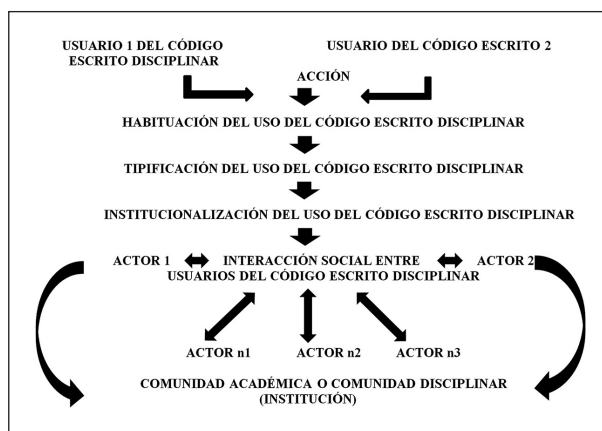 USUARIO 1 DEL CÓDIGO
ESCRITO DISCIPLINAR
USUARIO DEL CÓDIGO ESCRITO 2
ACCIÓN
HABITUACIÓN DEL USO DEL CÓDIGO ESCRITO DISCIPLINAR
TIPIFICACIÓN DEL USO DEL CÓDIGO ESCRITO DISCIPLINAR
INSTITUCIONALIZACIÓN DEL USO DEL CÓDIGO ESCRITO DISCIPLINAR
ACTOR 1
INTERACCIÓN SOCIAL ENTRE
USUARIOS DEL CÓDIGO ESCRITO DISCIPLINAR
ACTOR 2
ACTOR n1
ACTOR n2
ACTOR n3
COMUNIDAD ACADÉMICA O COMUNIDAD DISCIPLINAR
(INSTITUCIÓN)